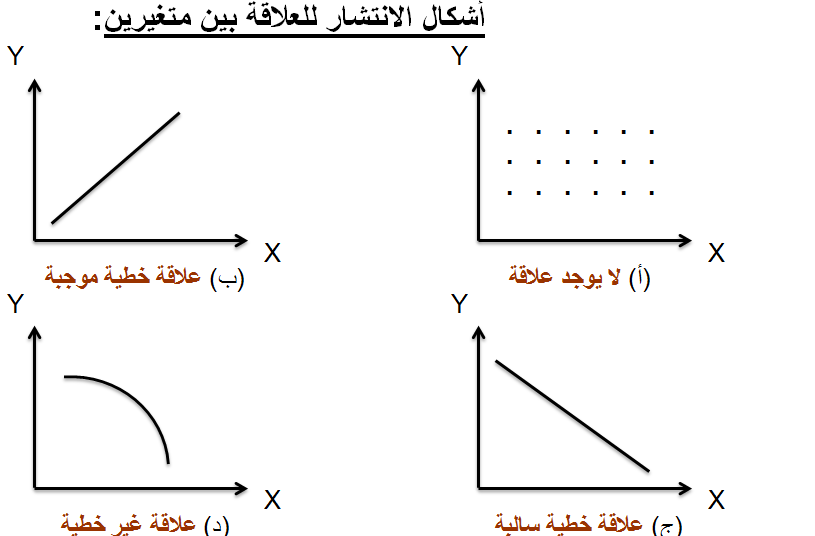 أشكال الانتشار للعلاقة بين متغيرين:
Y
X
(أ) لا يوجد علاقة
Y
X
(ب) علاقة خطية موجبة
Y
X
(ج) علاقة خطية سالبة
Y
X
(د) علاقة غير خطية